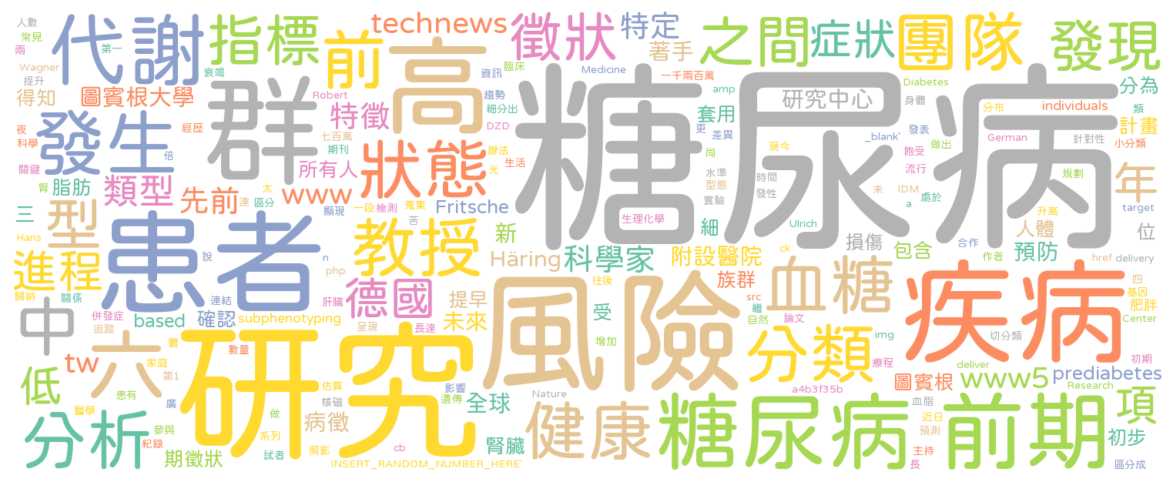 人數
常見
兩
第一
Wagner
提升
得知
代謝
指標
衰竭
圖賓根大學
前
高
technews
徵狀
特定
著手
之間
症狀
團隊
發現
資訊
臨床
Medicine
一千兩百萬
Robert
趨勢
細分出
amp
套用
研究中心
Diabetes
身體
分為
類
individuals
計畫
小分類
夜
科學
發生
經歷
倍
群
特徵
七百萬
期刊
DZD
更
差異
尚
發表
做出
_blank'
分布
German
針對性
關鍵
腎
脂肪
類型
辦法
生活
光
所有人
狀態
糖尿病
現今
飽受
流行
未
規劃
年
三
型
先前
太
達
區分
www
顯現
一段
檢測
蒐集
苦
Fritsche
水準
型態
實驗
時間
發性
生理化學
IDM
a
處於
升高
人體
target
位
Hans
說
患者
n
php
教授
新
細
Ulrich
ck
損傷
合作
作者
預防
進程
歸納
關係
併發症
追蹤
連結
確認
肝臟
德國
Häring
科學家
附設醫院
往後
族群
繼
包含
href
delivery
中
based
subphenotyping
呈現
長達
提早
未來
受
增加
風險
src
自然
論文
血糖
疾病
四
基因
肥胖
Center
tw
六
體
家庭
數量
研究
img
療程
切分類
初期
低
第1
患有
廣
估算
核磁
影響
遺傳
全球
Nature
分類
a4b3f35b
圖賓根
血脂
deliver
www5
Research
prediabetes
分析
醫學
參與
紀錄
做
系列
試者
照影
病徵
cb
腎臟
健康
糖尿病
前期
近日
預測
主持
長
項
初步
區分成
期徵狀
INSERT_RANDOM_NUMBER_HERE'